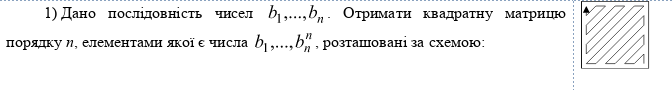 1) Дано послідовність чисел b₁,...,bₙ. Отримати квадратну матрицю
порядку n, елементами якої є числа b₁,...,bₙⁿ, розташовані за схемою: